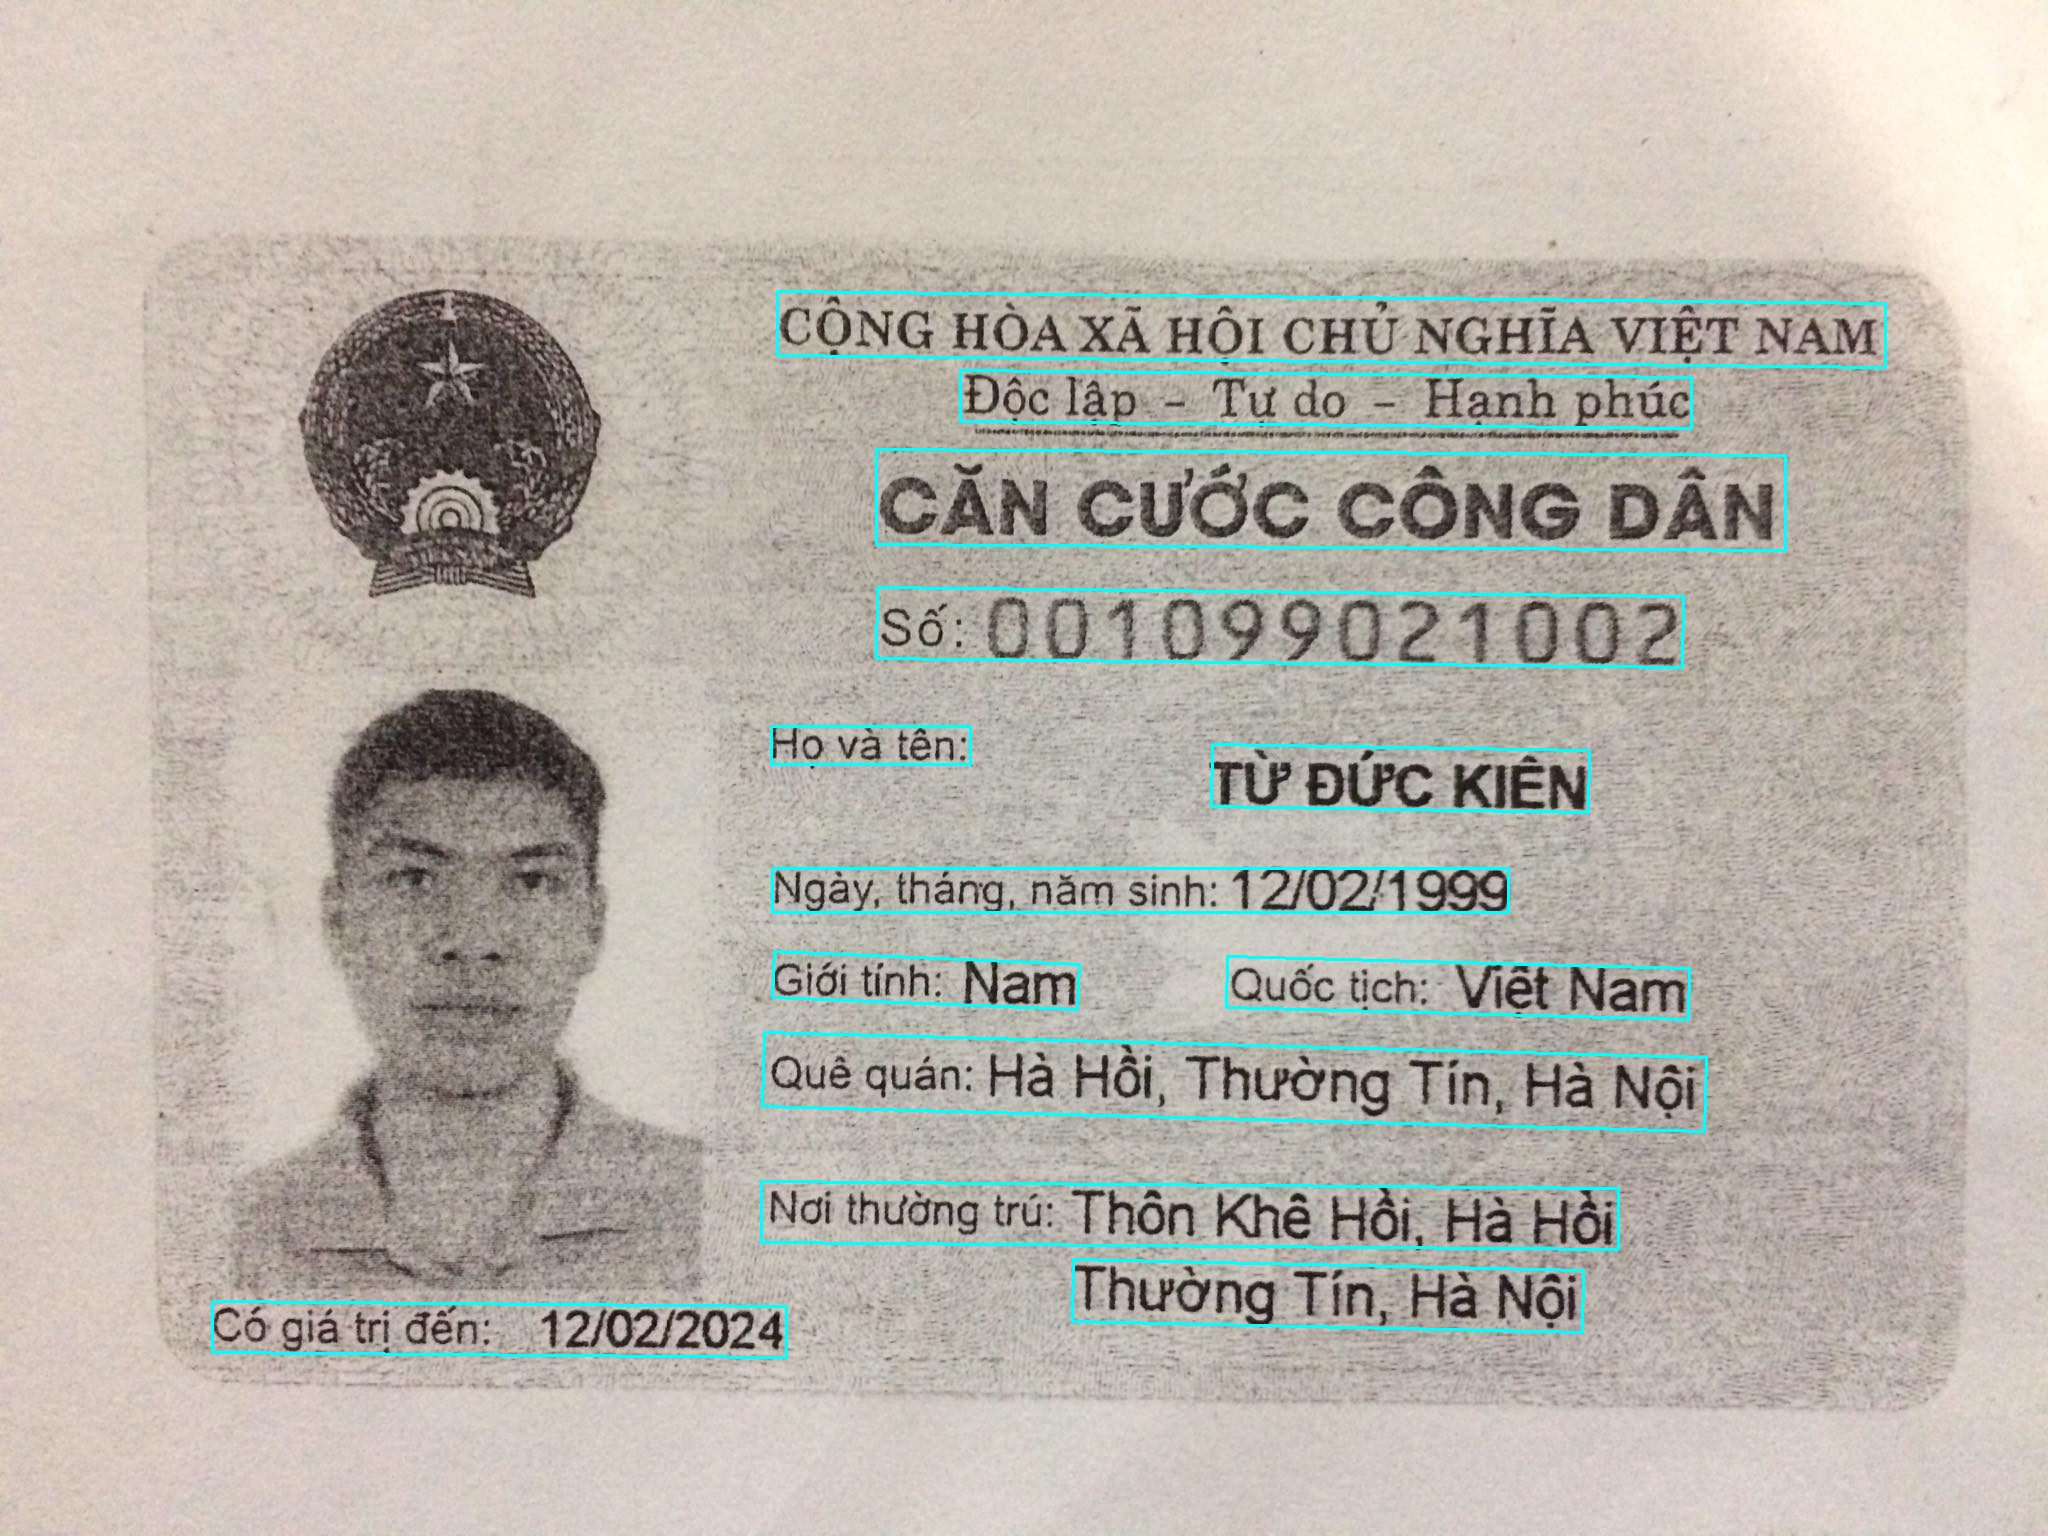 CỘNG HÒA XÃ HỘI CHỦ NGHĨA VIỆT NAM
Độc lập - Tự do - Hạnh phúc
CĂN CƯỚC CÔNG DÂN
Số: 001099021002
Họ và tên:
TỪ ĐỨC KIÊN
Ngày, tháng, năm sinh: 12/02/1999
Giới tính: Nam Quốc tịch: Việt Nam
Quê quán: Hà Hồi, Thường Tín, Hà Nội
Nơi thường trú: Thôn Khê Hồi, Hà Hồi
Thường Tín, Hà Nội
Có giá trị đến: 12/02/2024